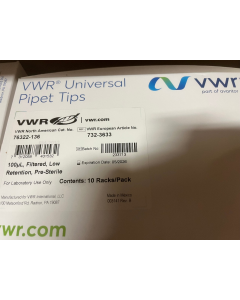 VWR® Universal
Pipet Tips
VWR
vwr.com
VWR North American Cat. No.
76322-136
VWR European Article No.
732-3633
100µL, Filtered, Low
Retention, Pre-Sterile
For Laboratory Use Only
Contents: 10 Racks/Pack
vwr
part of avantor
vwr.com